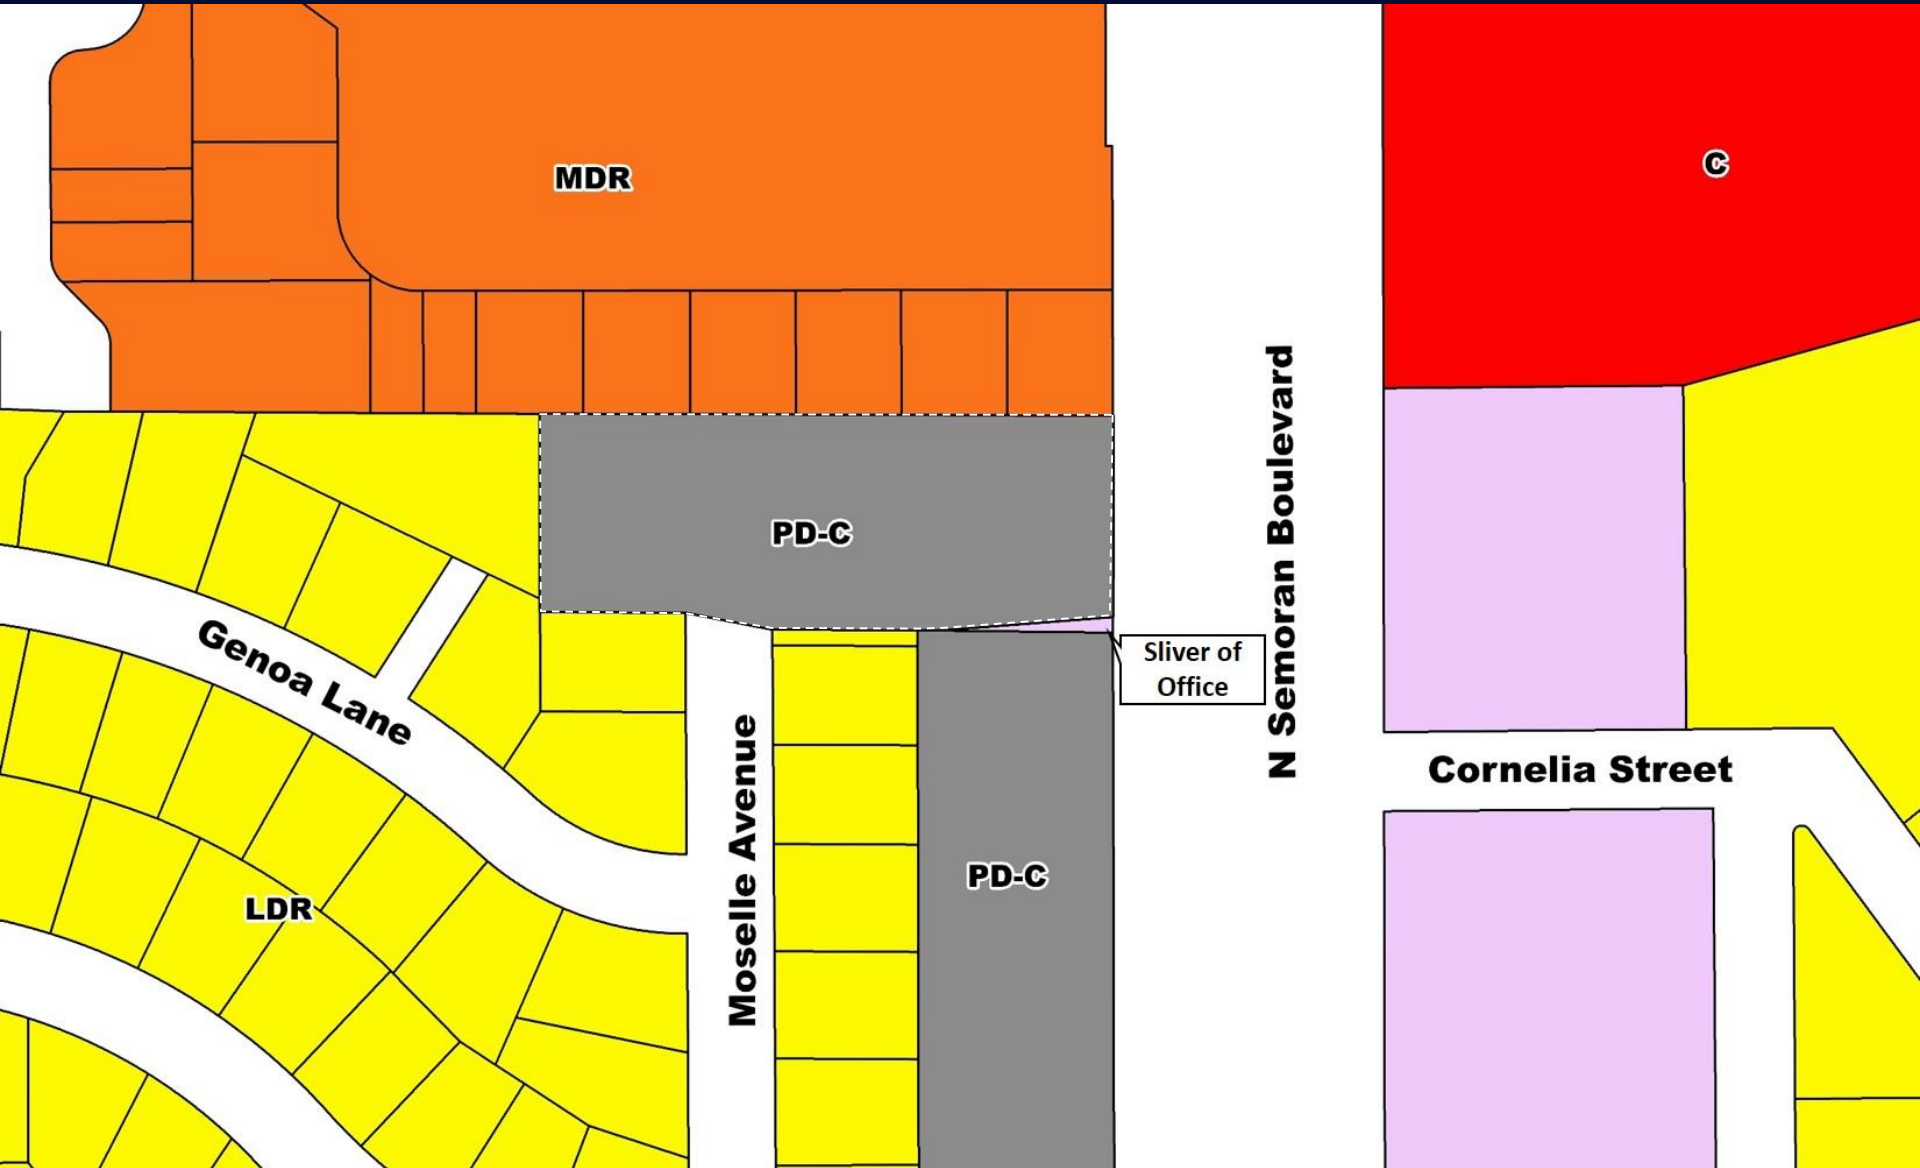 MDR
C
PD-C
N Semoran Boulevard
Sliver of
Office
Genoa Lane
Moselle Avenue
Cornelia Street
PD-C
LDR